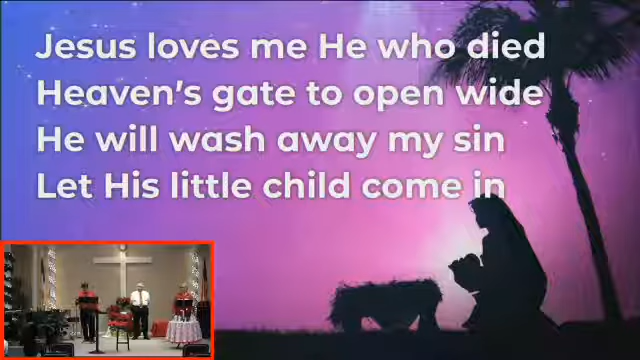 Jesus loves me He who died
Heaven's gate to open wide
He will wash away my sin
Let His little child come in